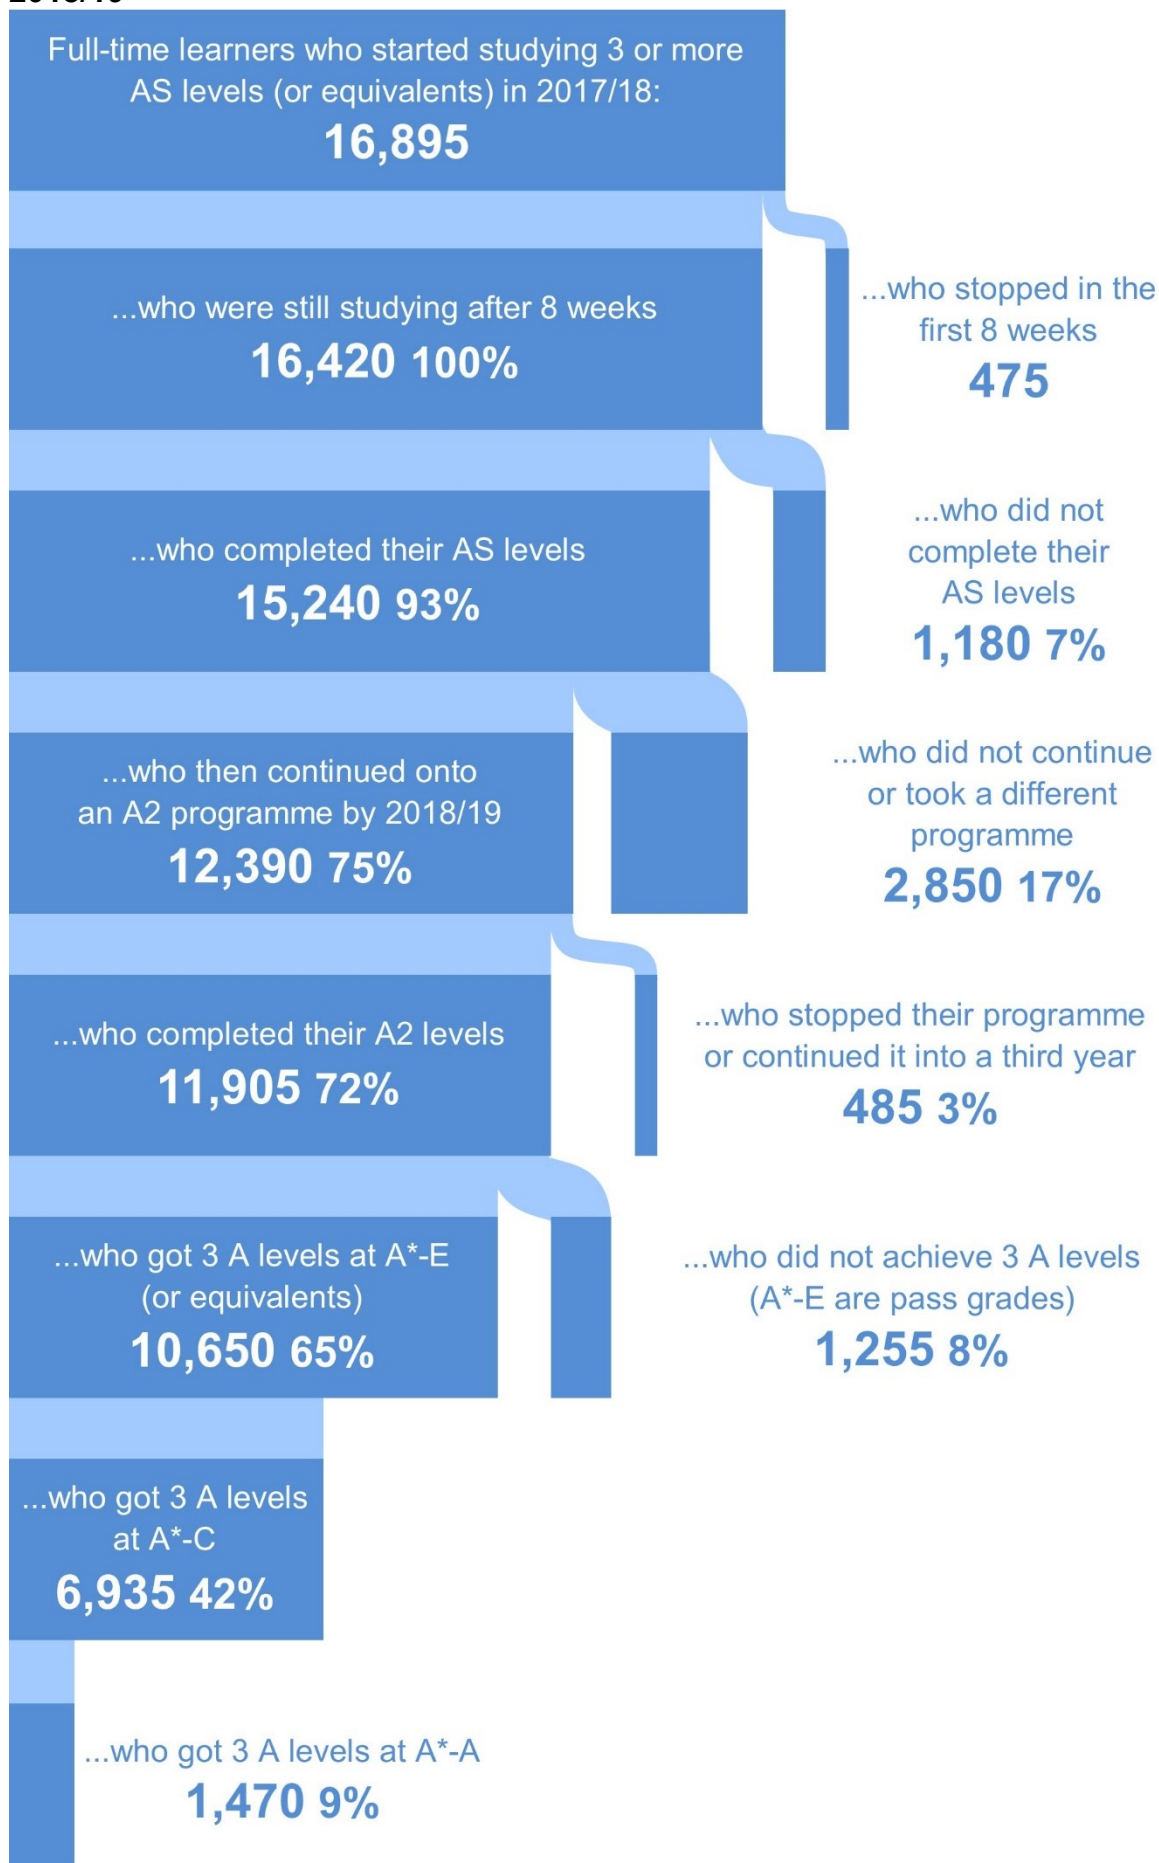 Full-time learners who started studying 3 or more
AS levels (or equivalents) in 2017/18:
16,895
...who were still studying after 8 weeks
16,420 100%
...who stopped in the
first 8 weeks
475
...who completed their AS levels
15,240 93%
...who did not
complete their
AS levels
1,180 7%
...who then continued onto
an A2 programme by 2018/19
12,390 75%
...who did not continue
or took a different
programme
2,850 17%
...who completed their A2 levels
11,905 72%
...who stopped their programme
or continued it into a third year
485 3%
...who got 3 A levels at A*-E
(or equivalents)
10,650 65%
...who did not achieve 3 A levels
(A*-E are pass grades)
1,255 8%
...who got 3 A levels
at A*-C
6,935 42%
...who got 3 A levels at A*-A
1,470 9%